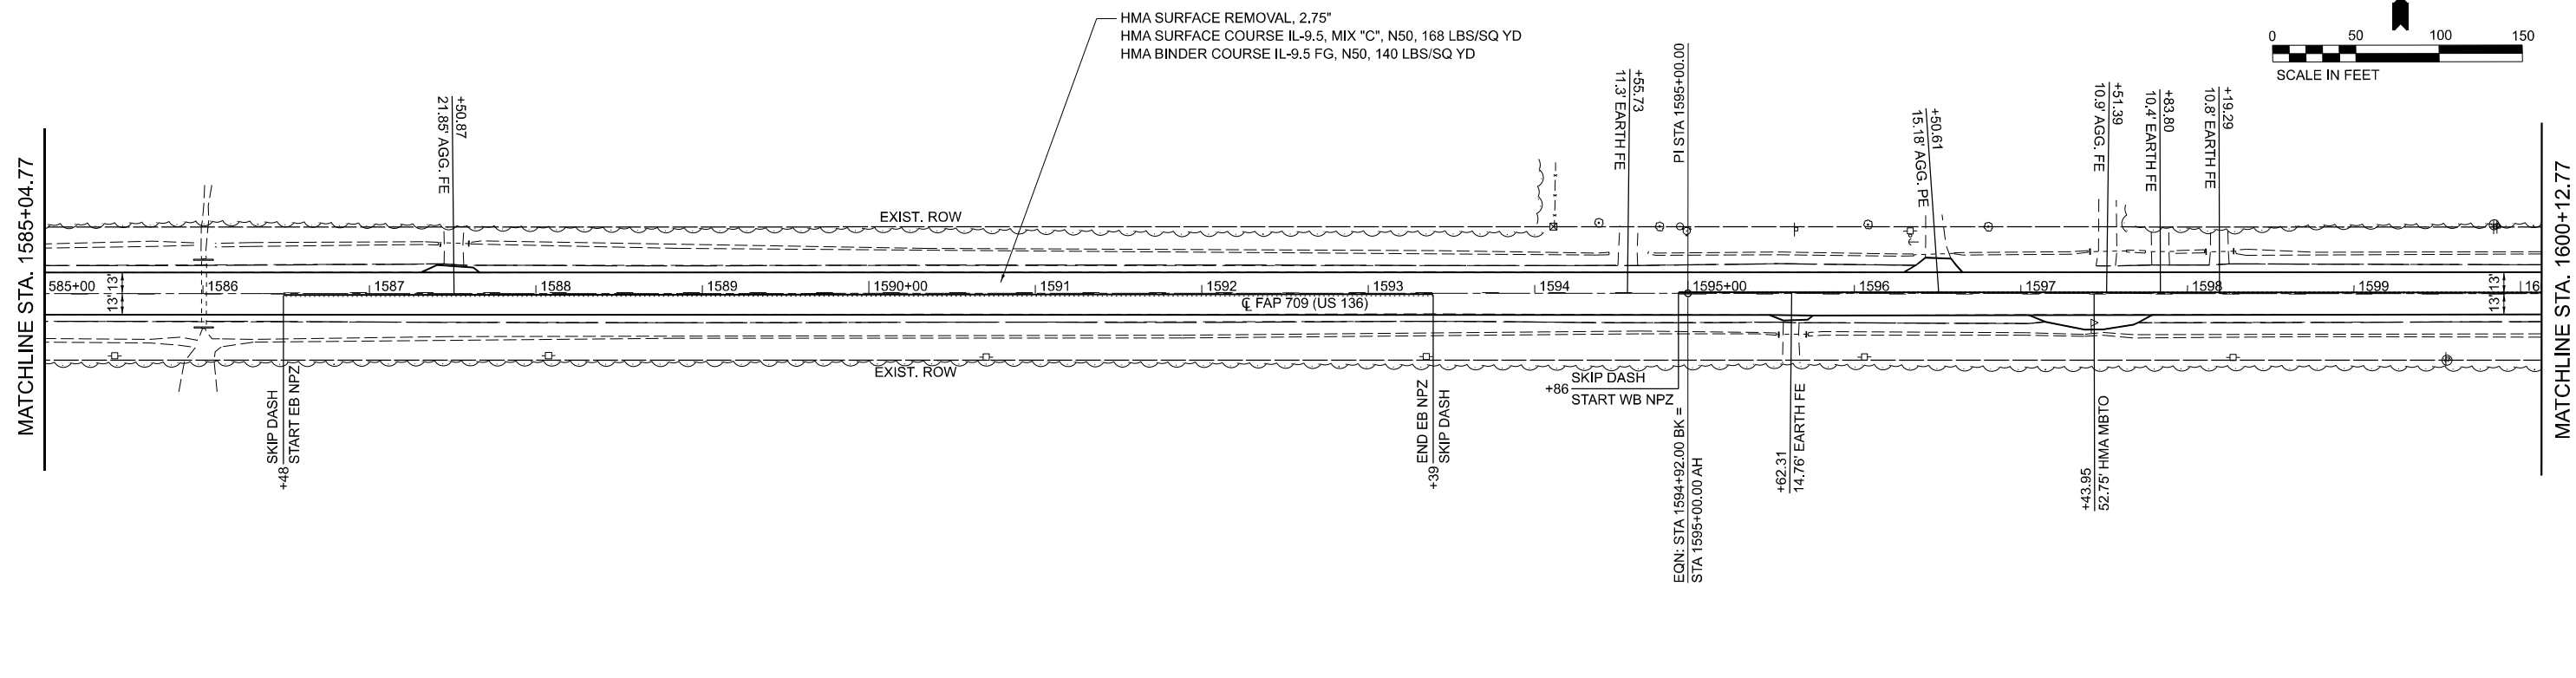 HMA SURFACE REMOVAL, 2.75"
HMA SURFACE COURSE IL-9.5, MIX "C", N50, 168 LBS/SQ YD
HMA BINDER COURSE IL-9.5 FG, N50, 140 LBS/SQ YD
0 50 100 150
SCALE IN FEET
MATCHLINE STA. 1585+04.77
+50.87
21.85' AGG. FE
+55.73
11.3' EARTH FE
PI STA 1595+00.00
+50.61
15.18' AGG. PE
+51.39
10.9' AGG. FE
+83.80
10.4' EARTH FE
+19.29
10.8' EARTH FE
MATCHLINE STA. 1600+12.77
EXIST. ROW
13' 13'
585+00 1586 1587 1588 1589 1590+00 1591 1592 1593 1594 1595+00 1596 1597 1598 1599 16
℄ FAP 709 (US 136)
13' 13'
EXIST. ROW
+48
SKIP DASH
START EB NPZ
+39
END EB NPZ
SKIP DASH
+86
SKIP DASH
START WB NPZ
EQN: STA 1594+92.00 BK =
STA 1595+00.00 AH
+62.31
14.76' EARTH FE
+43.95
52.75' HMA MBTO